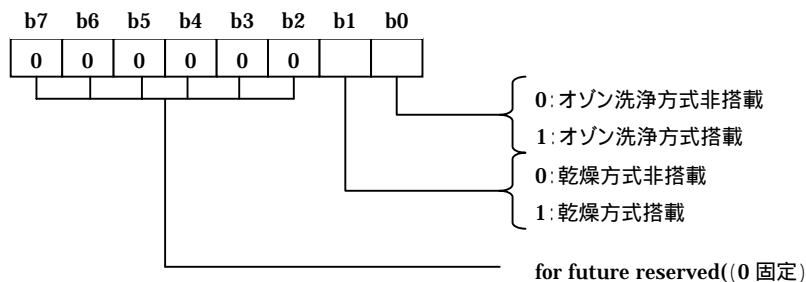 b7 b6 b5 b4 b3 b2 b1 b0
0 0 0 0 0 0
0:オゾン洗浄方式非搭載
1:オゾン洗浄方式搭載
0:乾燥方式非搭載
1:乾燥方式搭載
for future reserved((0 固定)